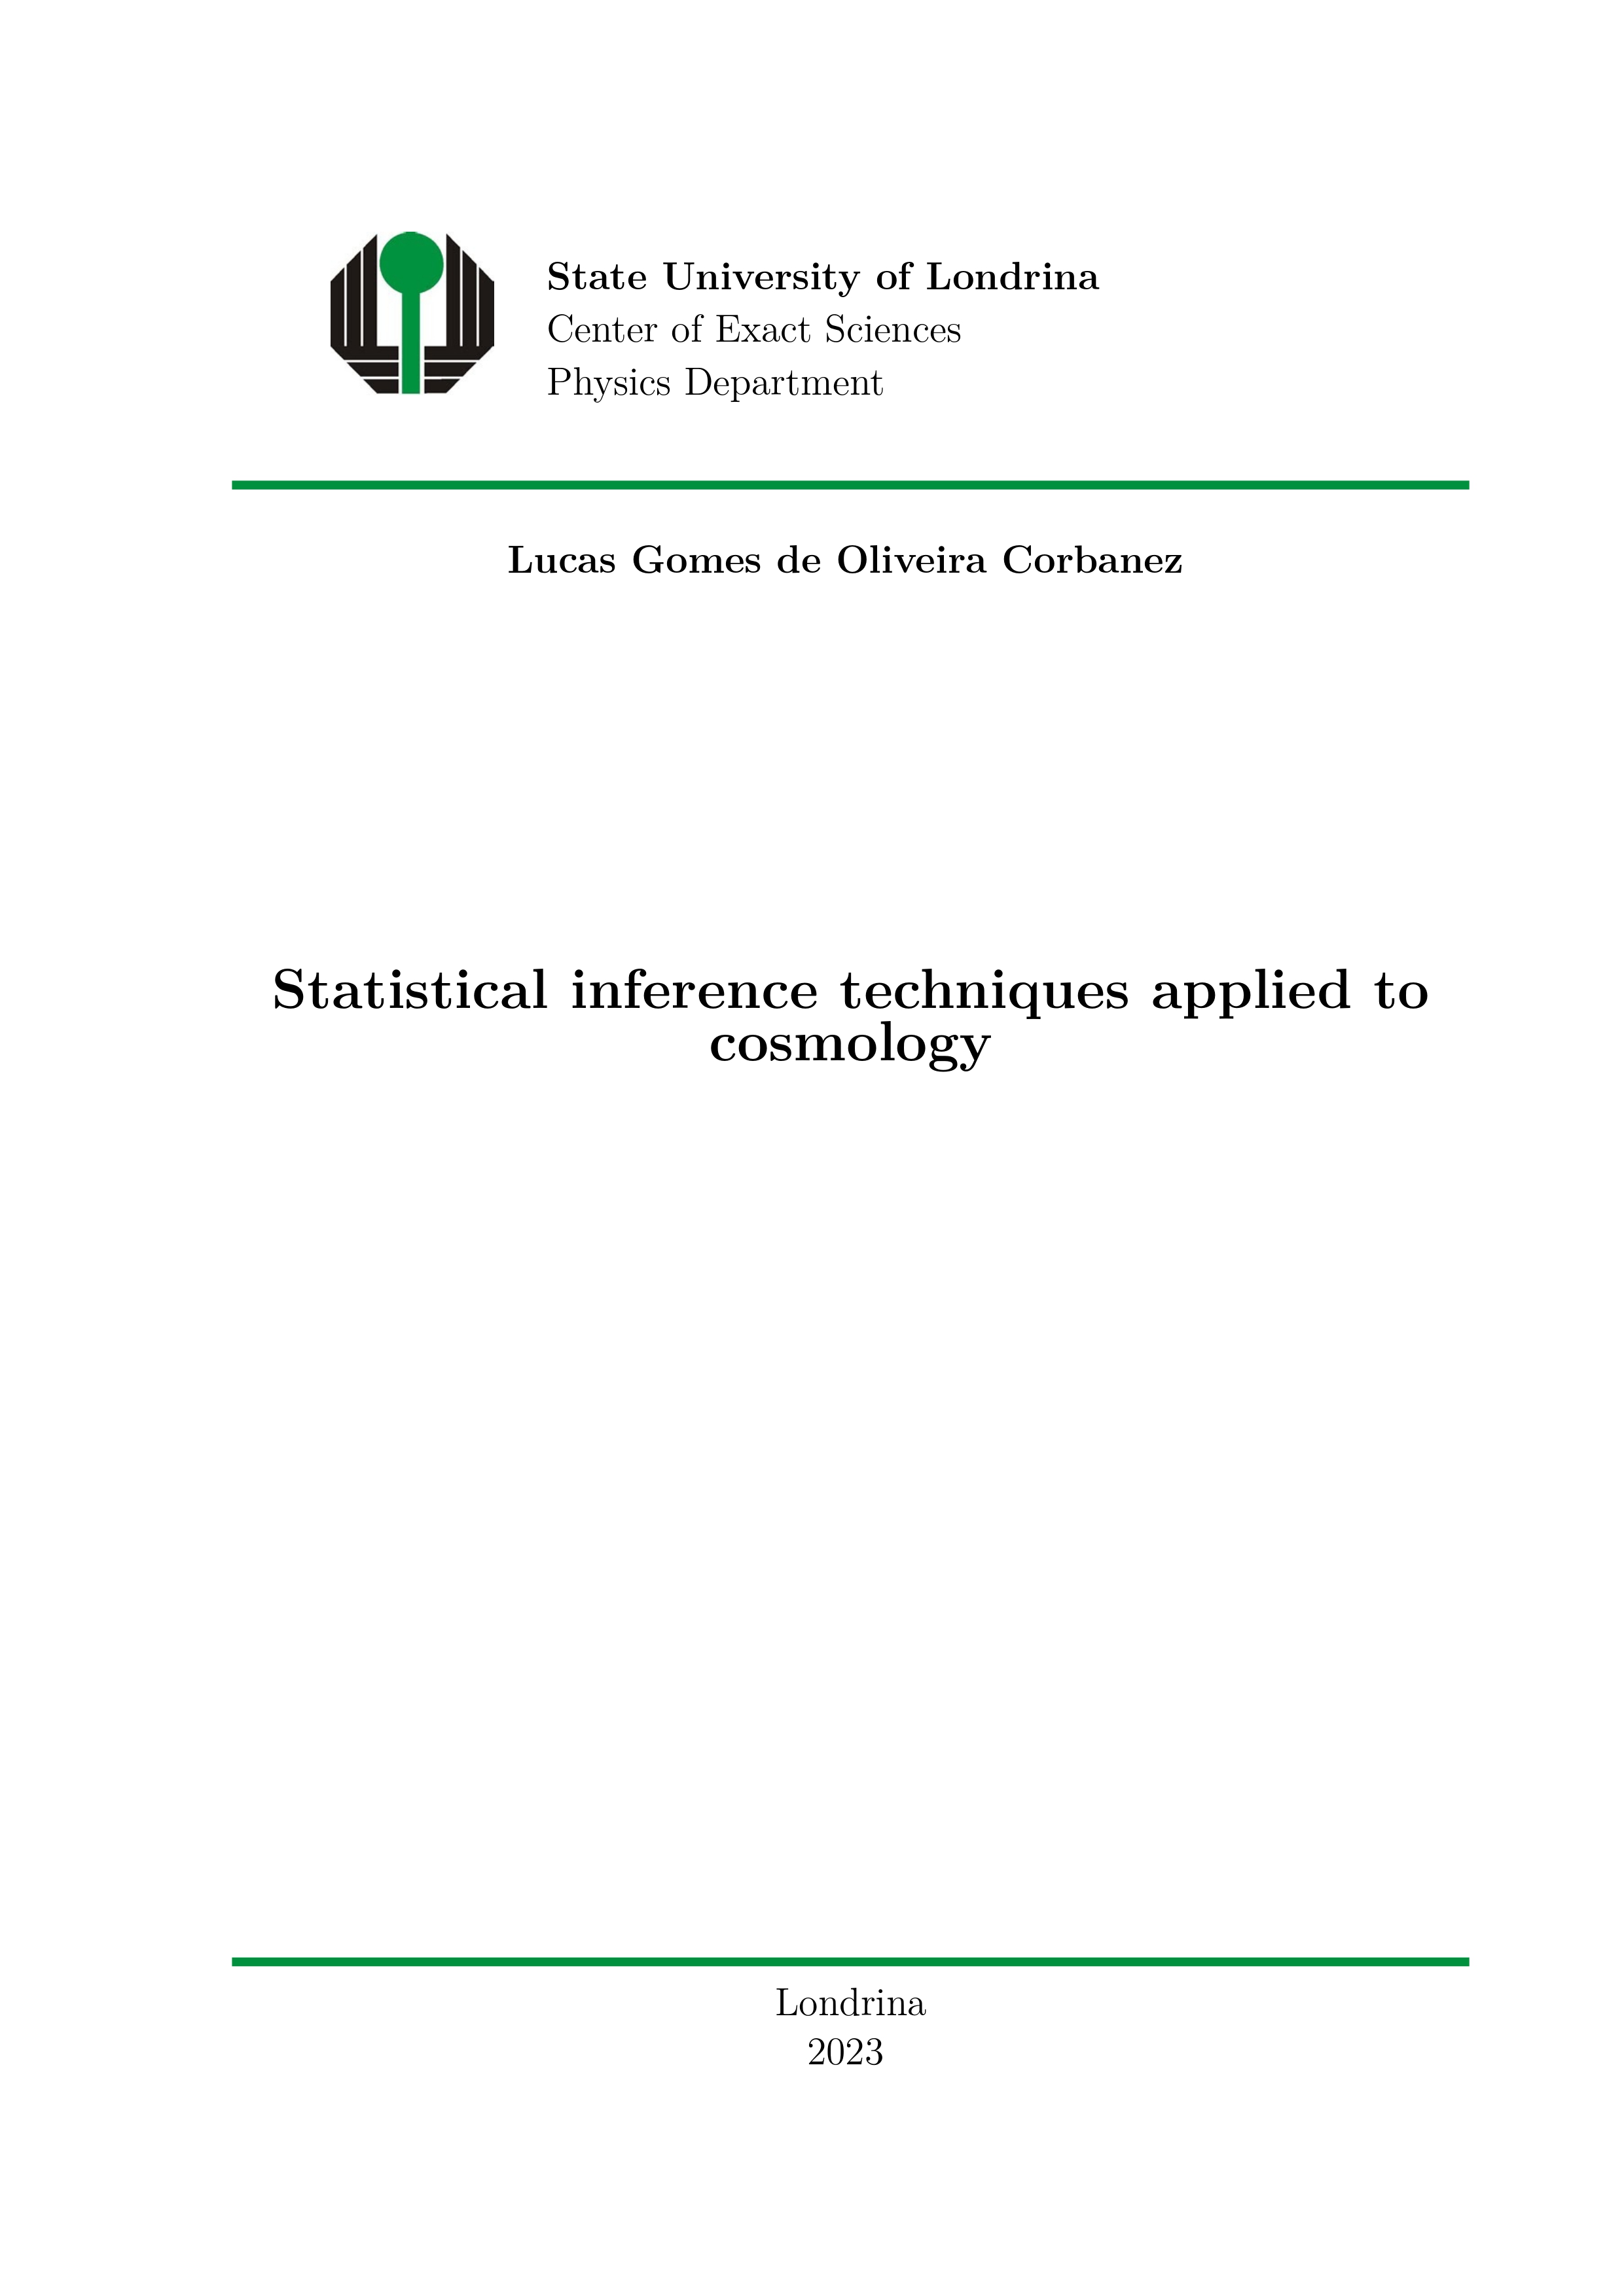 State University of Londrina
Center of Exact Sciences
Physics Department
Lucas Gomes de Oliveira Corbanez
Statistical inference techniques applied to
cosmology
Londrina
2023